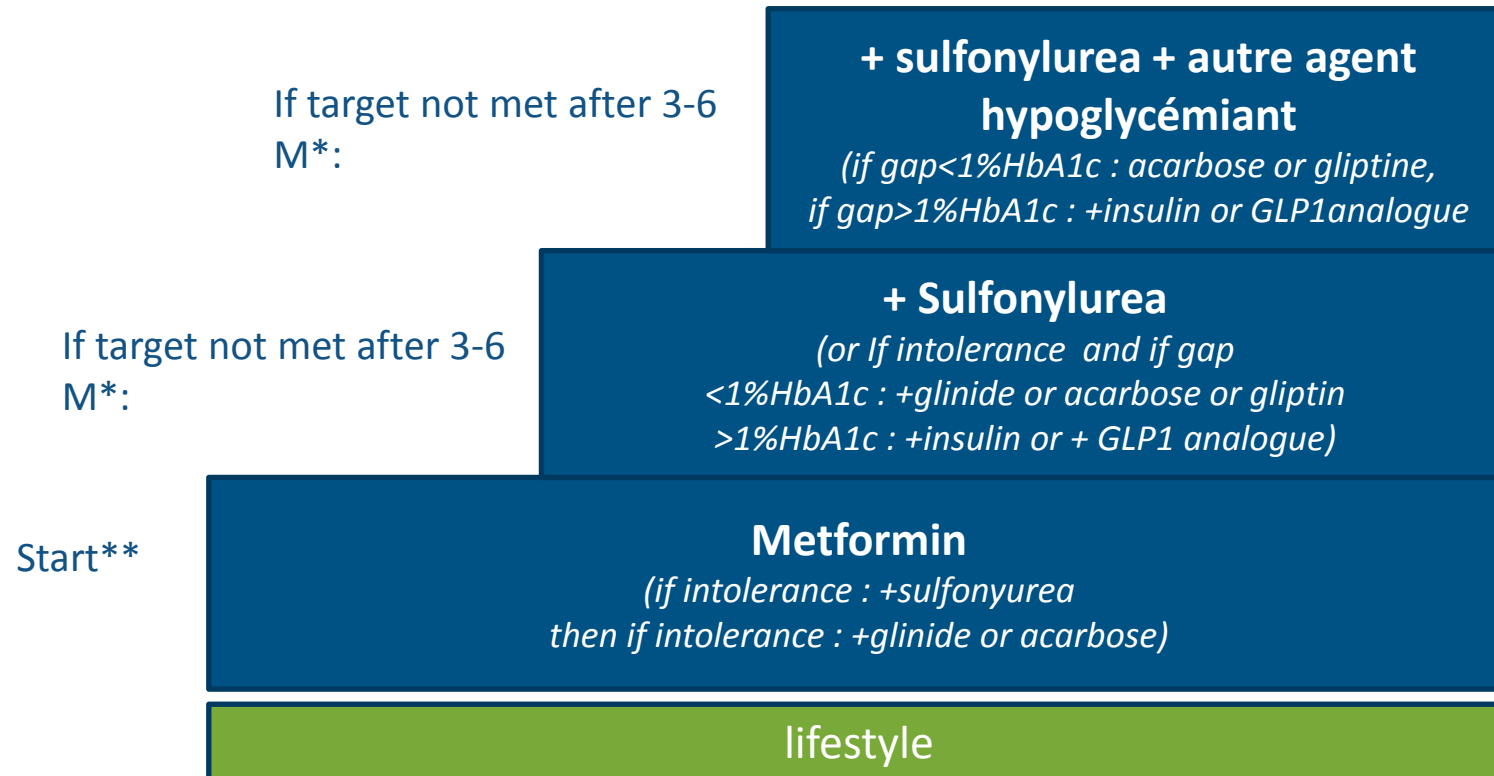 If target not met after 3-6
M*:
+ sulfonylurea + autre agent
hypoglycémiant
(if gap<1%HbA1c : acarbose or gliptine,
if gap>1%HbA1c : +insulin or GLP1analogue
If target not met after 3-6
M*:
+ Sulfonylurea
(or If intolerance and if gap
<1%HbA1c : +glinide or acarbose or gliptin
>1%HbA1c : +insulin or + GLP1 analogue)
Start**
Metformin
(if intolerance : +sulfonyurea
then if intolerance : +glinide or acarbose)
lifestyle